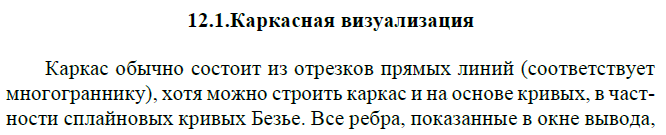 12.1.Каркасная визуализация
Каркас обычно состоит из отрезков прямых линий (соответствует
многограннику), хотя можно строить каркас и на основе кривых, в част-
ности сплайновых кривых Безье. Все ребра, показанные в окне вывода,